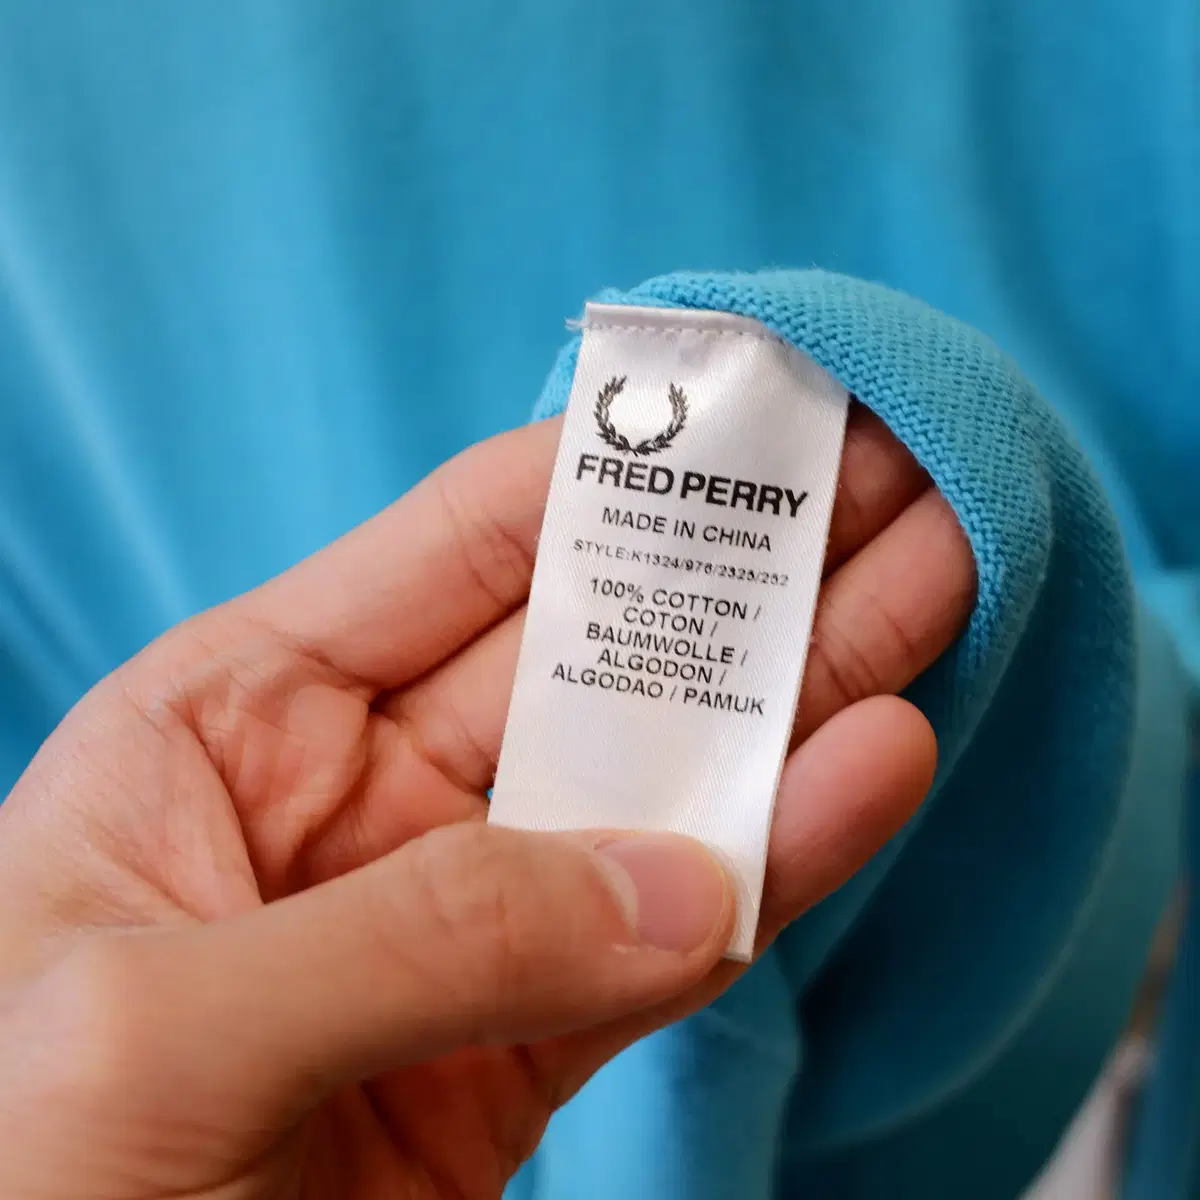 FRED PERRY
MADE IN CHINA
STYLE:K1324/976/2325/252
100% COTTON /
COTON /
BAUMWOLLE /
ALGODON /
ALGODAO / PAMUK